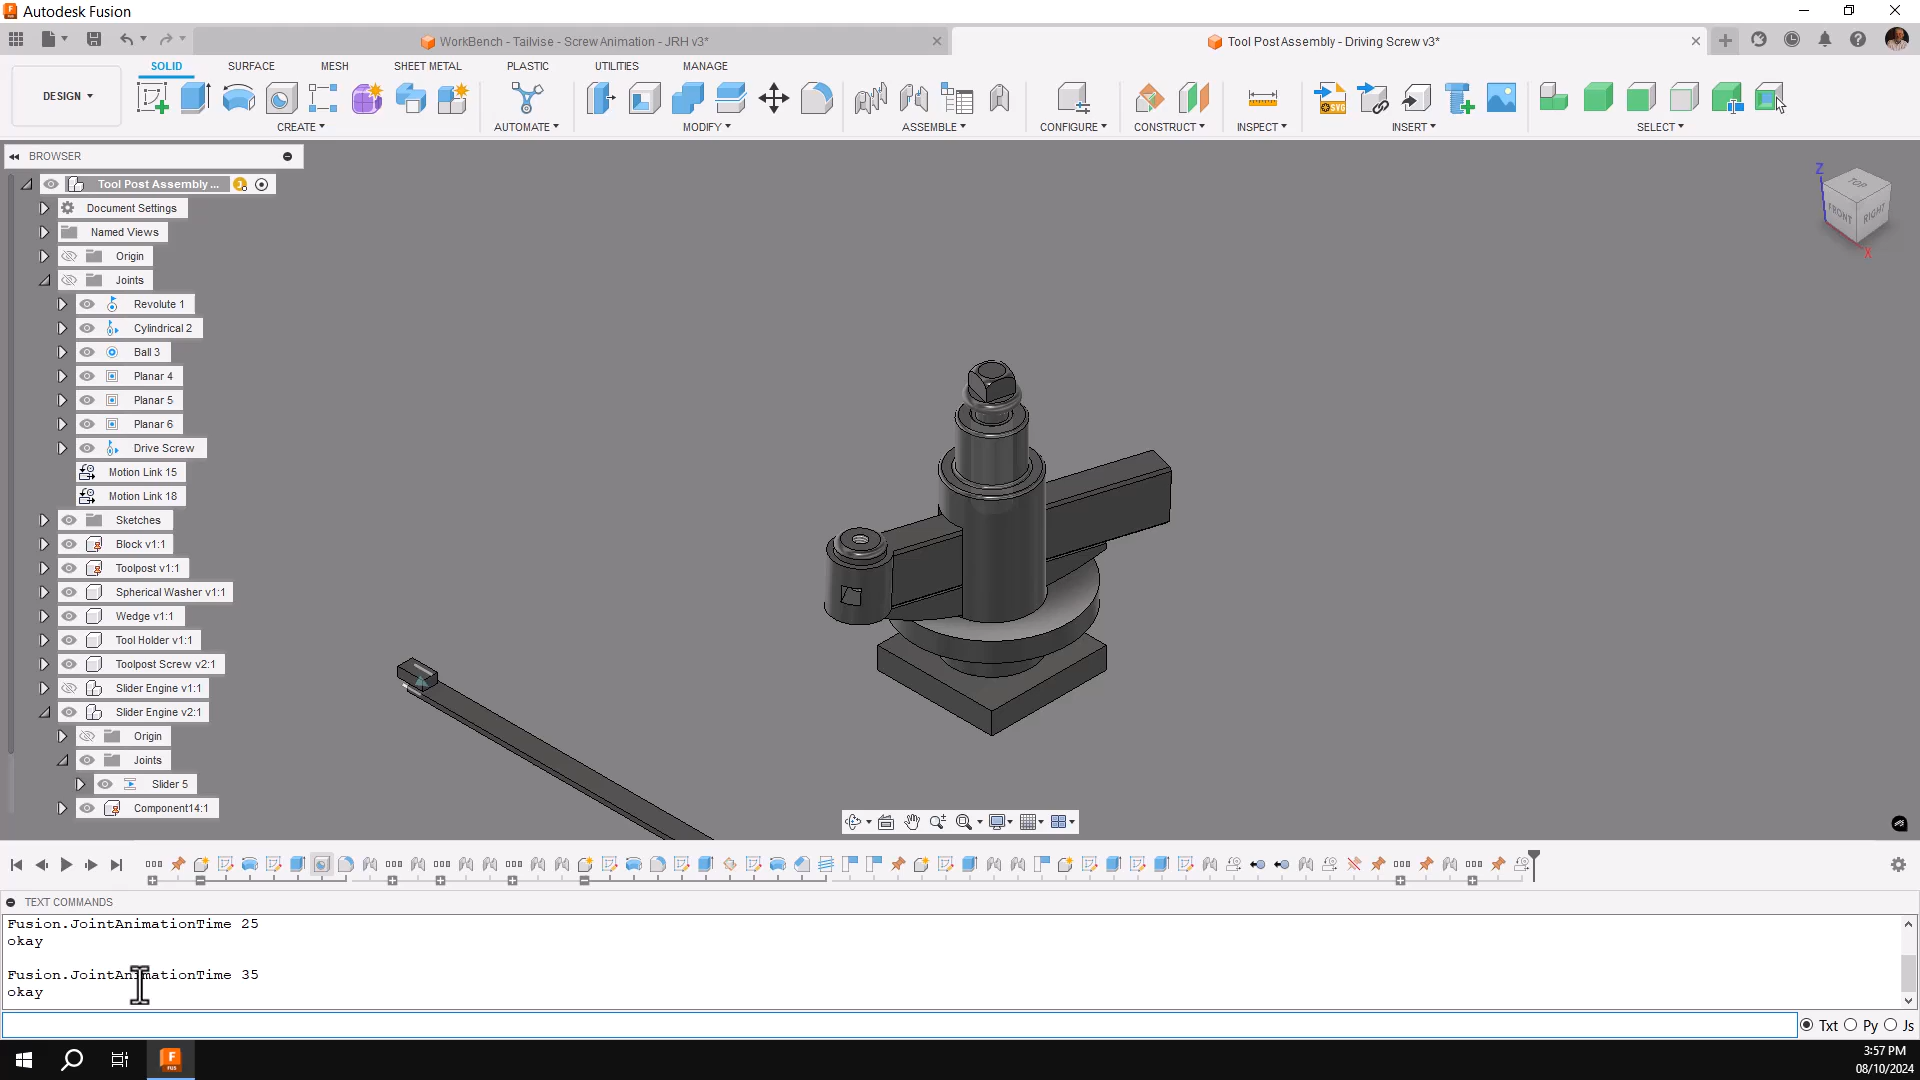 Autodesk Fusion
WorkBench - Tailvise - Screw Animation - JRH v3*
Tool Post Assembly - Driving Screw v3*
DESIGN
SOLID
SURFACE
MESH
SHEET METAL
PLASTIC
UTILITIES
MANAGE
CREATE
AUTOMATE
MODIFY
ASSEMBLE
CONFIGURE
CONSTRUCT
INSPECT
INSERT
SELECT
BROWSER
Tool Post Assembly ...
Document Settings
Named Views
Origin
Joints
Revolute 1
Cylindrical 2
Ball 3
Planar 4
Planar 5
Planar 6
Drive Screw
Motion Link 15
Motion Link 18
Sketches
Block v1:1
Toolpost v1:1
Spherical Washer v1:1
Wedge v1:1
Tool Holder v1:1
Toolpost Screw v2:1
Slider Engine v1:1
Slider Engine v2:1
Origin
Joints
Slider 5
Component14:1
Z
TOP
FRONT
RIGHT
X
TEXT COMMANDS
Fusion.JointAnimationTime 25
okay
Fusion.JointAnimationTime 35
okay
Txt
Py
Js
3:57 PM
08/10/2024